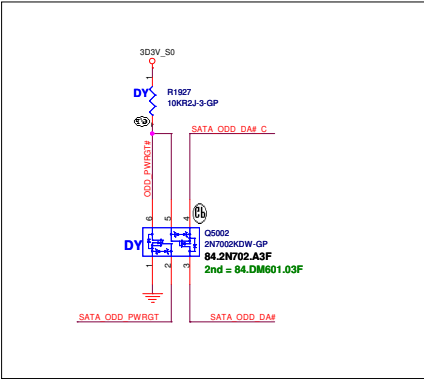 3D3V_S0
1
DY
R1927
10KR2J-3-GP
SATA_ODD_DA#_C
ODD_PWRGT#
6
5
4
Q5002
2N7002KDW-GP
DY
84.2N702.A3F
2nd = 84.DM601.03F
1
2
3
SATA_ODD_PWRGT
SATA_ODD_DA#